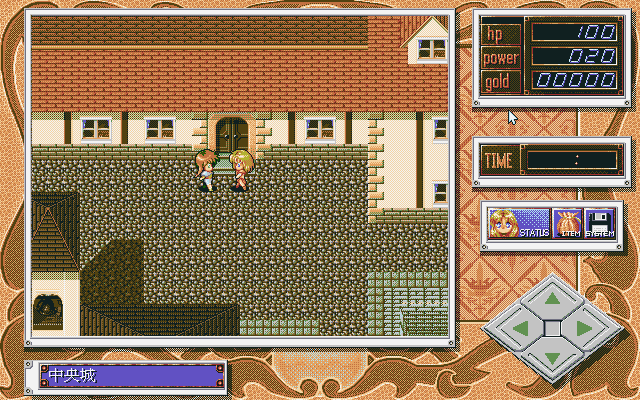 hp 100
power 020
gold 00000
TIME :
STATUS ITEM SYSTEM
中央城